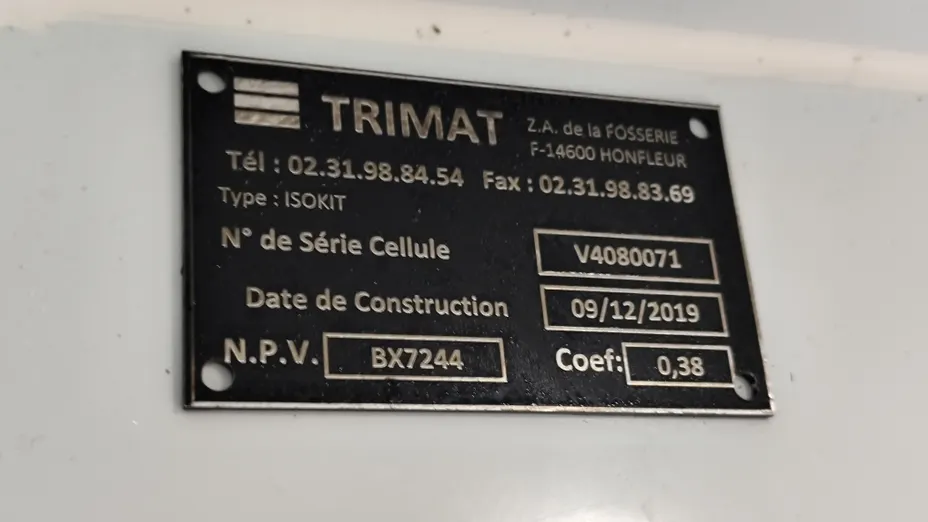 TRIMAT
Z.A. de la FOSSERIE
F-14600 HONFLEUR
Tél : 02.31.98.84.54 Fax : 02.31.98.83.69
Type : ISOKIT
N° de Série Cellule V4080071
Date de Construction 09/12/2019
N.P.V. BX7244 Coef: 0,38